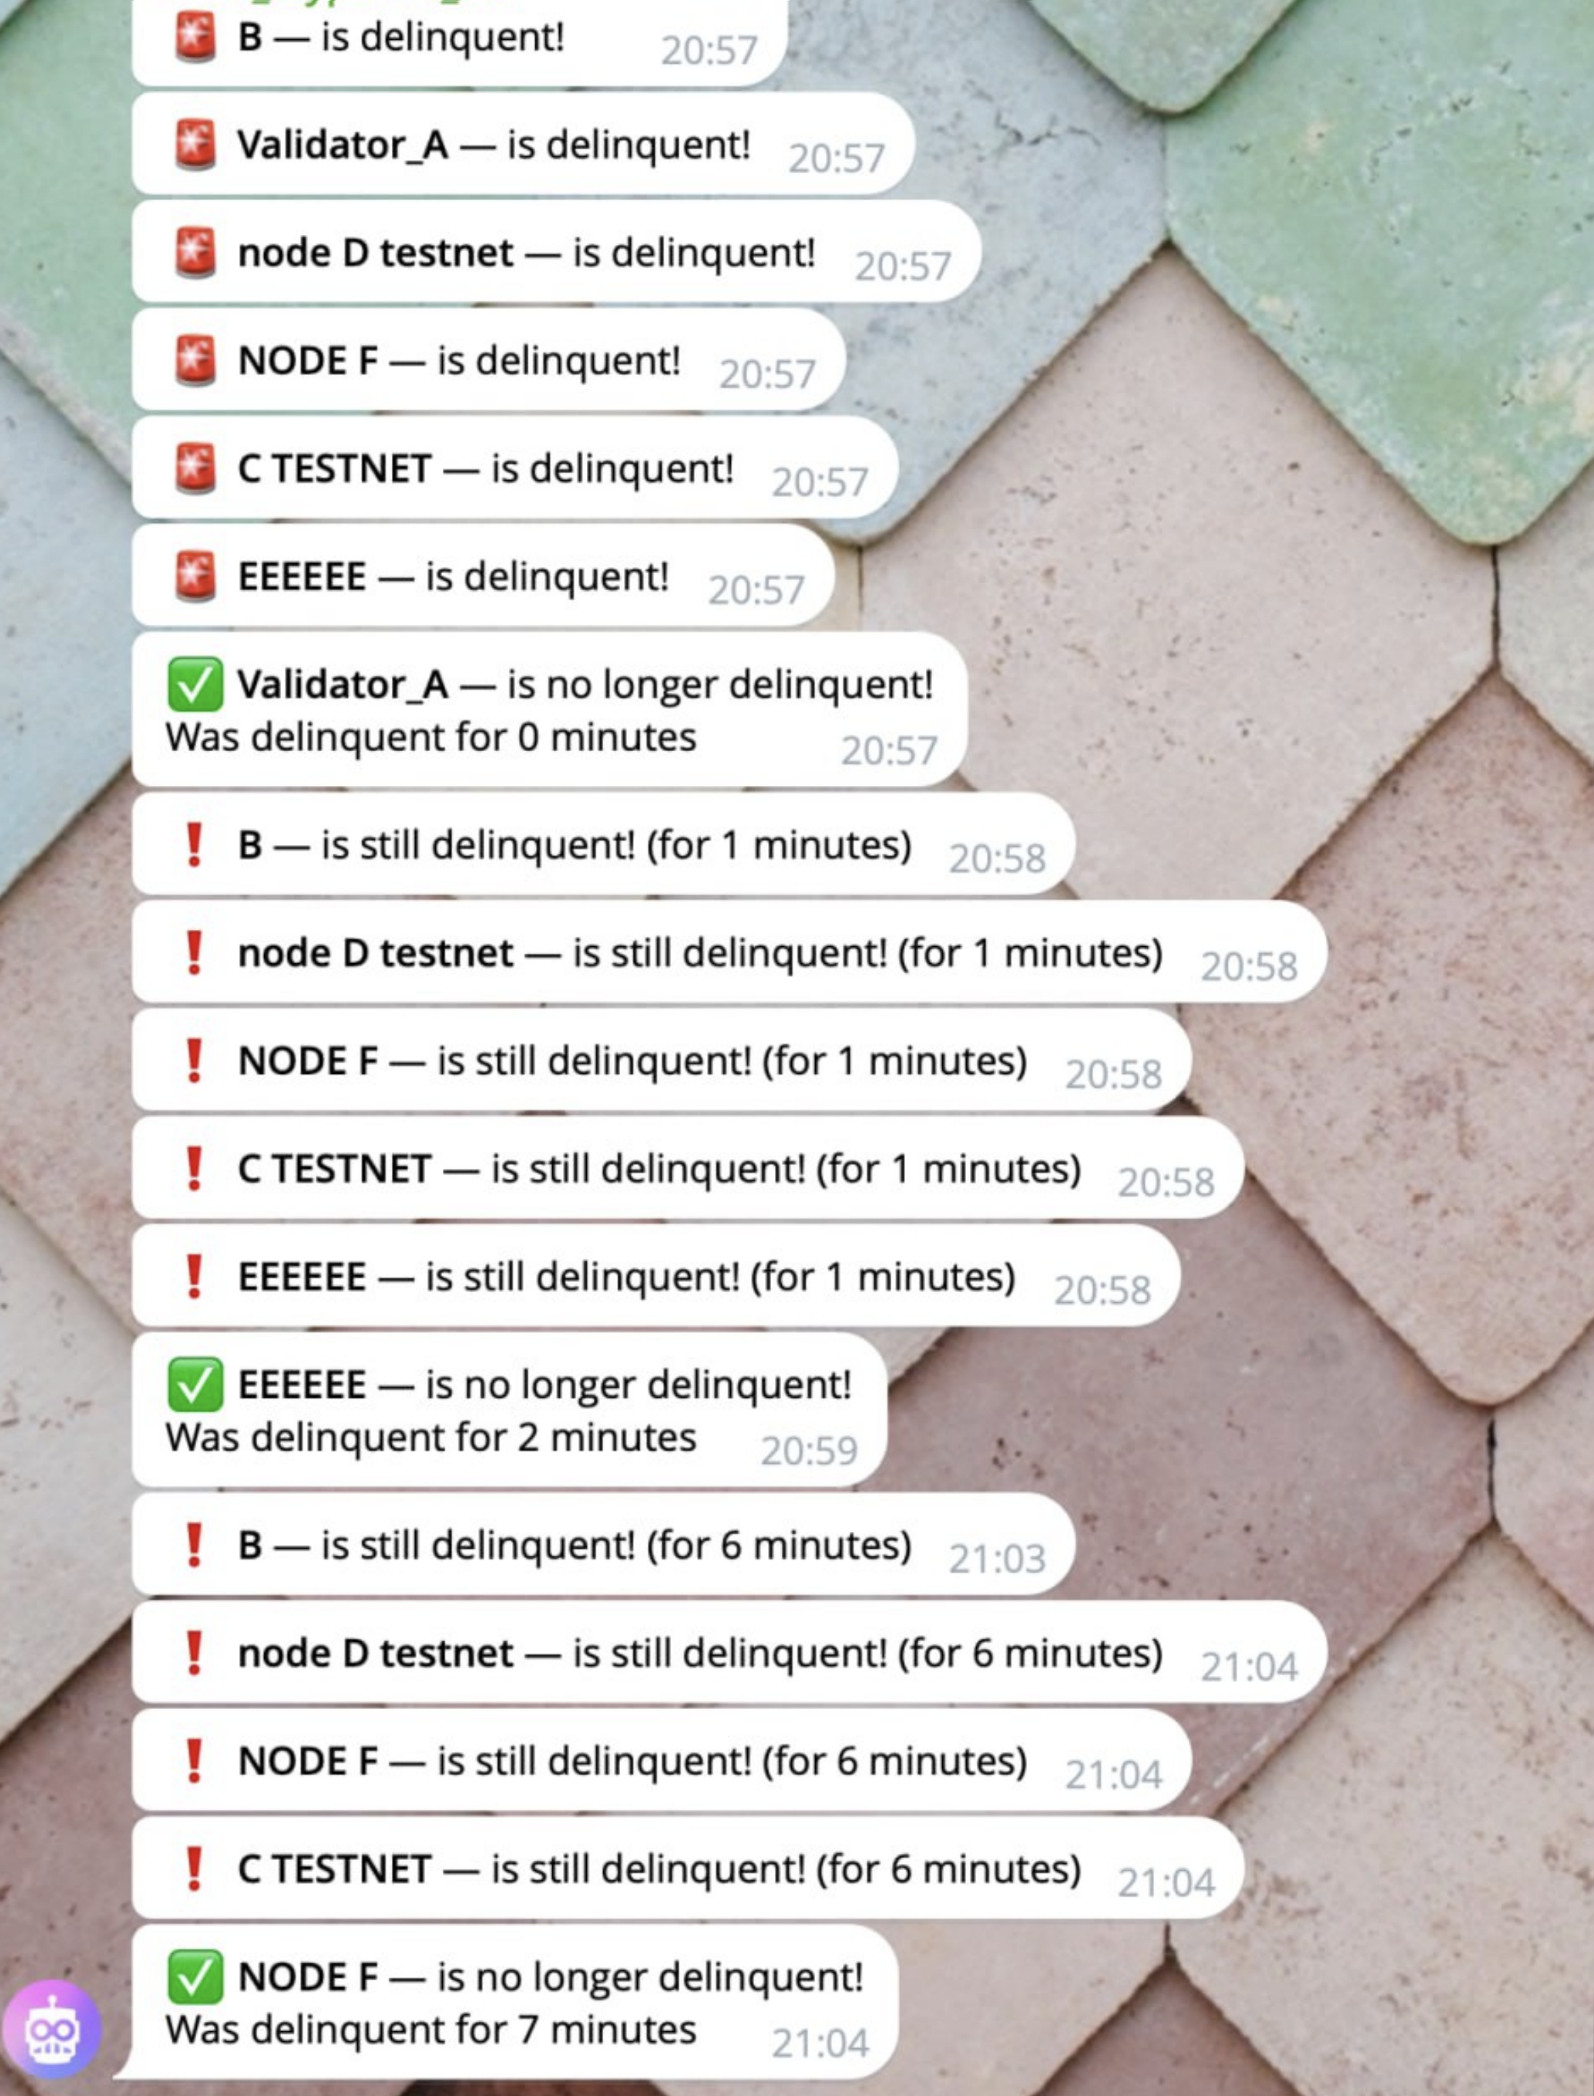 🚨 B — is delinquent! 20:57
🚨 Validator_A — is delinquent! 20:57
🚨 node D testnet — is delinquent! 20:57
🚨 NODE F — is delinquent! 20:57
🚨 C TESTNET — is delinquent! 20:57
🚨 EEEEEE — is delinquent! 20:57
✅ Validator_A — is no longer delinquent!
Was delinquent for 0 minutes 20:57
❗ B — is still delinquent! (for 1 minutes) 20:58
❗ node D testnet — is still delinquent! (for 1 minutes) 20:58
❗ NODE F — is still delinquent! (for 1 minutes) 20:58
❗ C TESTNET — is still delinquent! (for 1 minutes) 20:58
❗ EEEEEE — is still delinquent! (for 1 minutes) 20:58
✅ EEEEEE — is no longer delinquent!
Was delinquent for 2 minutes 20:59
❗ B — is still delinquent! (for 6 minutes) 21:03
❗ node D testnet — is still delinquent! (for 6 minutes) 21:04
❗ NODE F — is still delinquent! (for 6 minutes) 21:04
❗ C TESTNET — is still delinquent! (for 6 minutes) 21:04
✅ NODE F — is no longer delinquent!
Was delinquent for 7 minutes 21:04